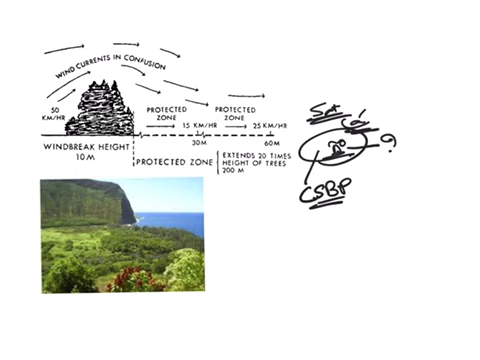 WIND CURRENTS IN CONFUSION
50
KM/HR
PROTECTED
ZONE
PROTECTED
ZONE
15 KM/HR
25 KM/HR
30M
60M
WINDBREAK HEIGHT
10M
PROTECTED ZONE
EXTENDS 20 TIMES
HEIGHT OF TREES
200 M
?
CSBP